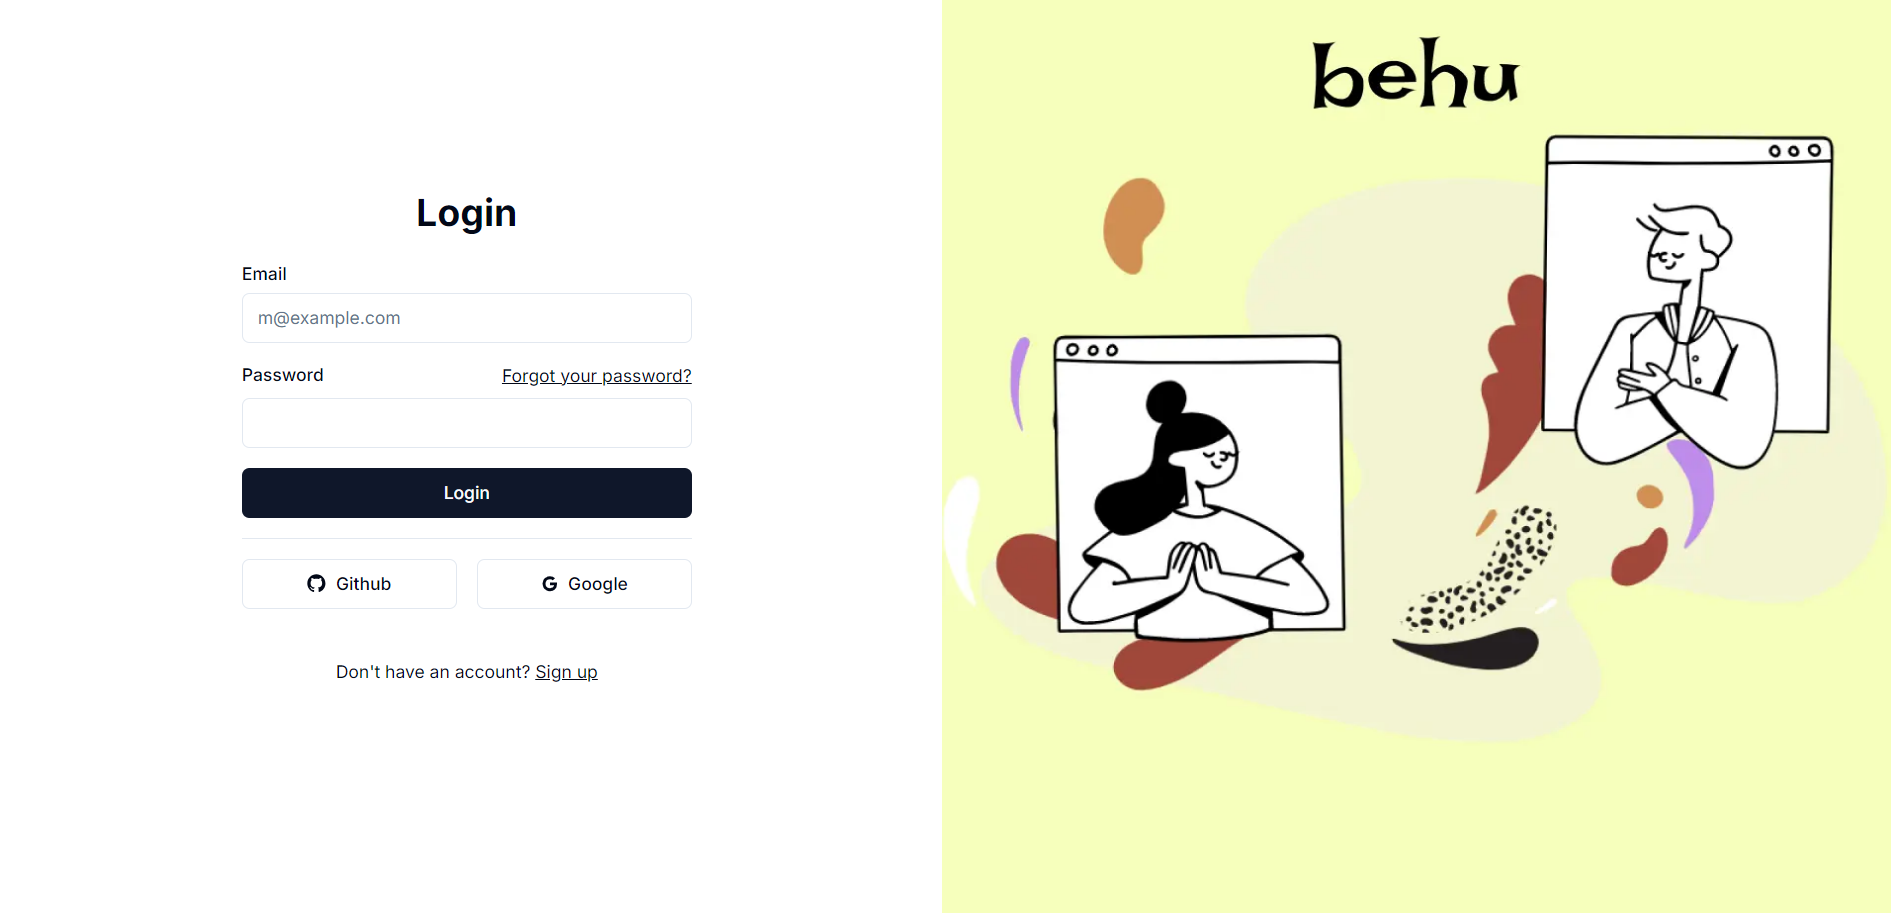 Login
Email
m@example.com
Password Forgot your password?
Login
Github Google
Don't have an account? Sign up
behu